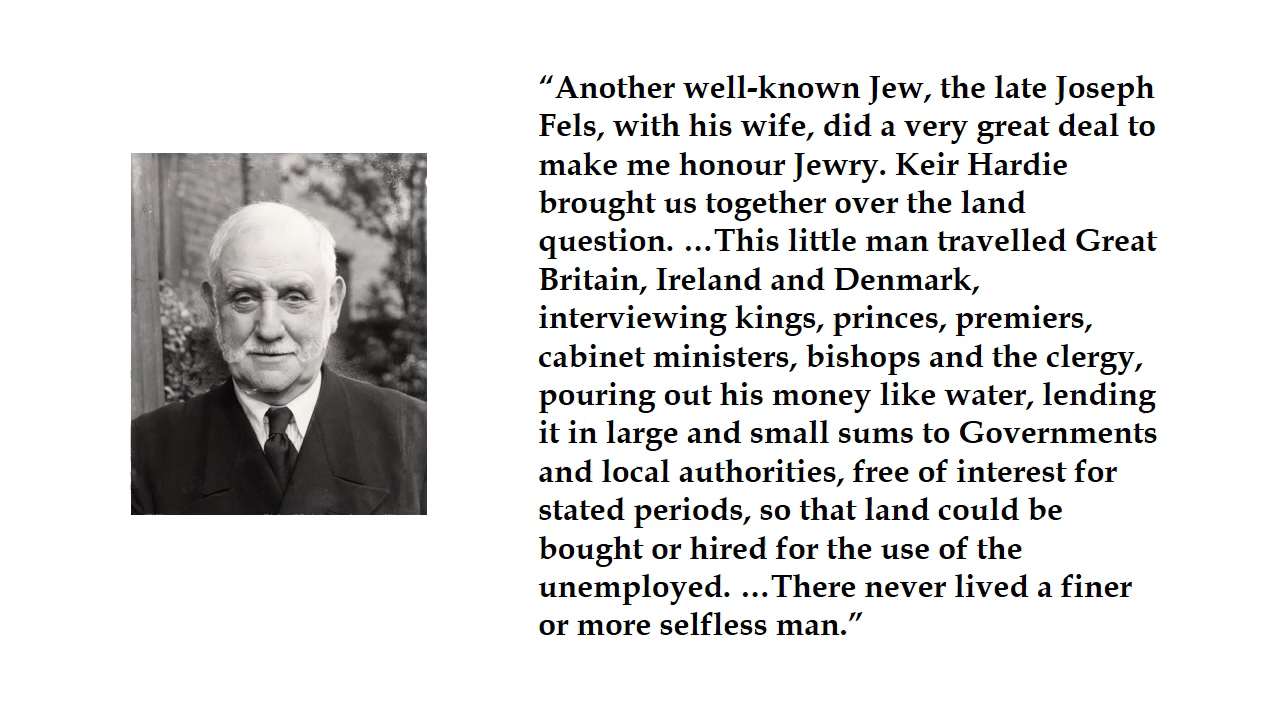 “Another well-known Jew, the late Joseph
Fels, with his wife, did a very great deal to
make me honour Jewry. Keir Hardie
brought us together over the land
question. …This little man travelled Great
Britain, Ireland and Denmark,
interviewing kings, princes, premiers,
cabinet ministers, bishops and the clergy,
pouring out his money like water, lending
it in large and small sums to Governments
and local authorities, free of interest for
stated periods, so that land could be
bought or hired for the use of the
unemployed. …There never lived a finer
or more selfless man.”